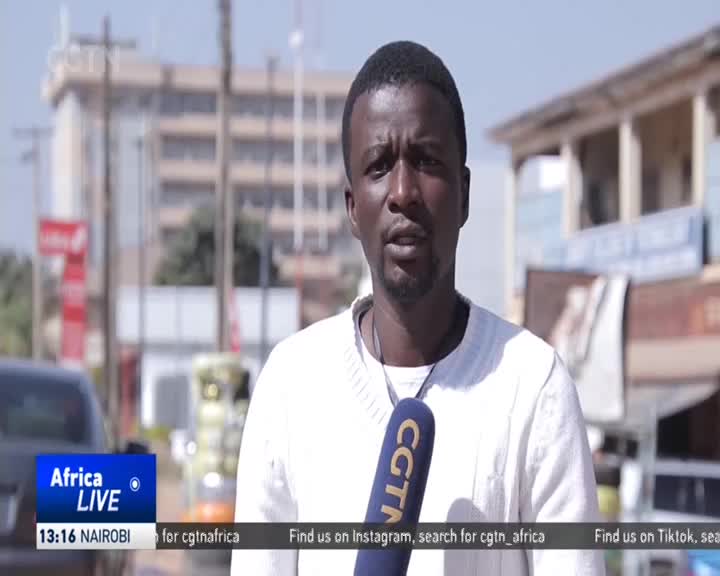 CGTN
CGTN
Africa
LIVE
13:16 NAIROBI
for cgtnafrica
Find us on Instagram, search for cgtn_africa
Find us on Tiktok, sea